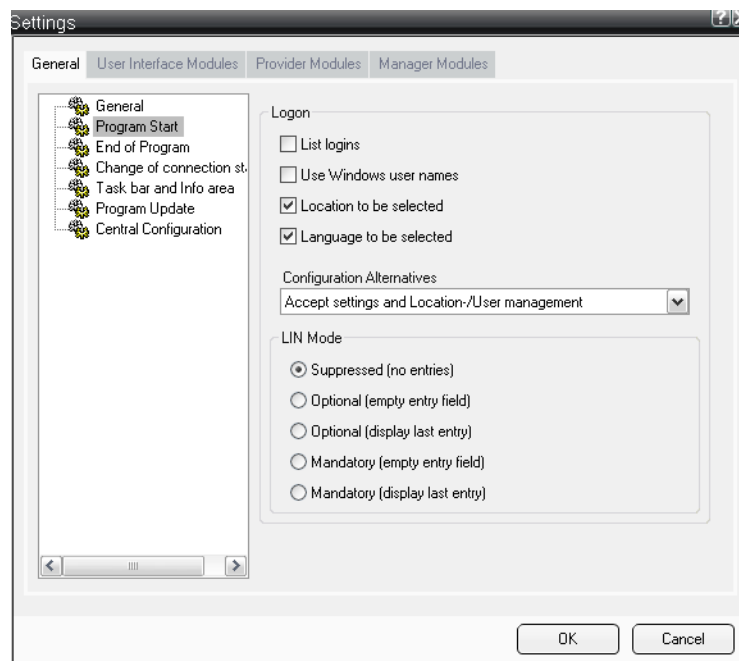 Settings
General User Interface Modules Provider Modules Manager Modules
General
Program Start
End of Program
Change of connection st
Task bar and Info area
Program Update
Central Configuration
Logon
List logins
Use Windows user names
Location to be selected
Language to be selected
Configuration Alternatives
Accept settings and Location-/User management
LIN Mode
Suppressed (no entries)
Optional (empty entry field)
Optional (display last entry)
Mandatory (empty entry field)
Mandatory (display last entry)
OK Cancel